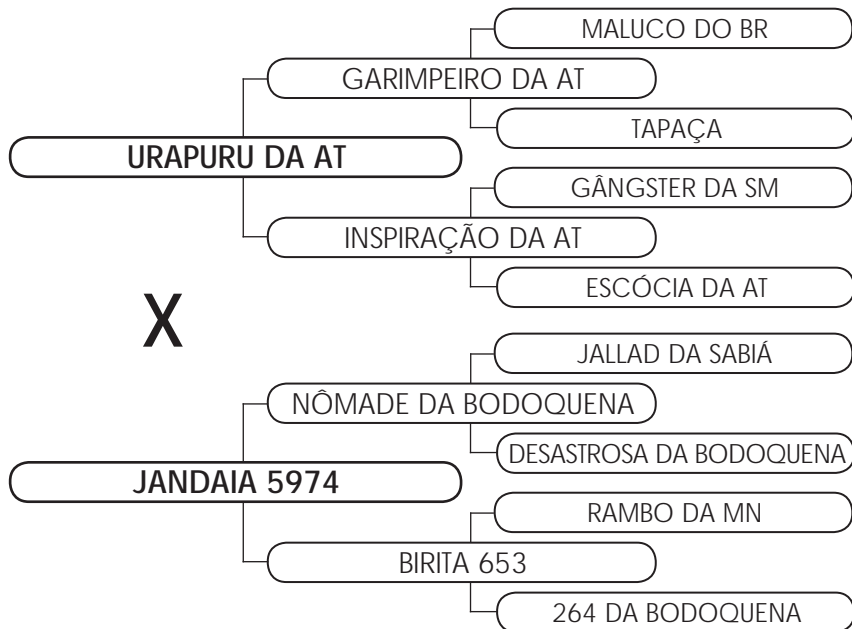 MALUCO DO BR
GARIMPEIRO DA AT
TAPAÇA
URAPURU DA AT
GÂNGSTER DA SM
INSPIRAÇÃO DA AT
ESCÓCIA DA AT
X
JALLAD DA SABIÁ
NÔMADE DA BODOQUENA
DESASTROSA DA BODOQUENA
JANDAIA 5974
RAMBO DA MN
BIRITA 653
264 DA BODOQUENA